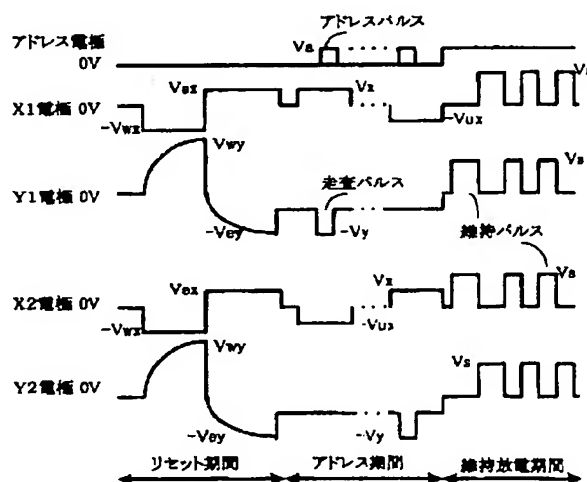 アドレスパルス
アドレス電極
Va
0V
Vex
Vx
X1電極 0V
-Vwx
-Vux
Vwy
Vs
走査パルス
Y1電極 0V
-Vey
-Vy
維持パルス
Vex
Vx
Vs
X2電極 0V
-Vwx
-Vux
Vwy
Vs
Y2電極 0V
-Vey
-Vy
リセット期間
アドレス期間
維持放電期間